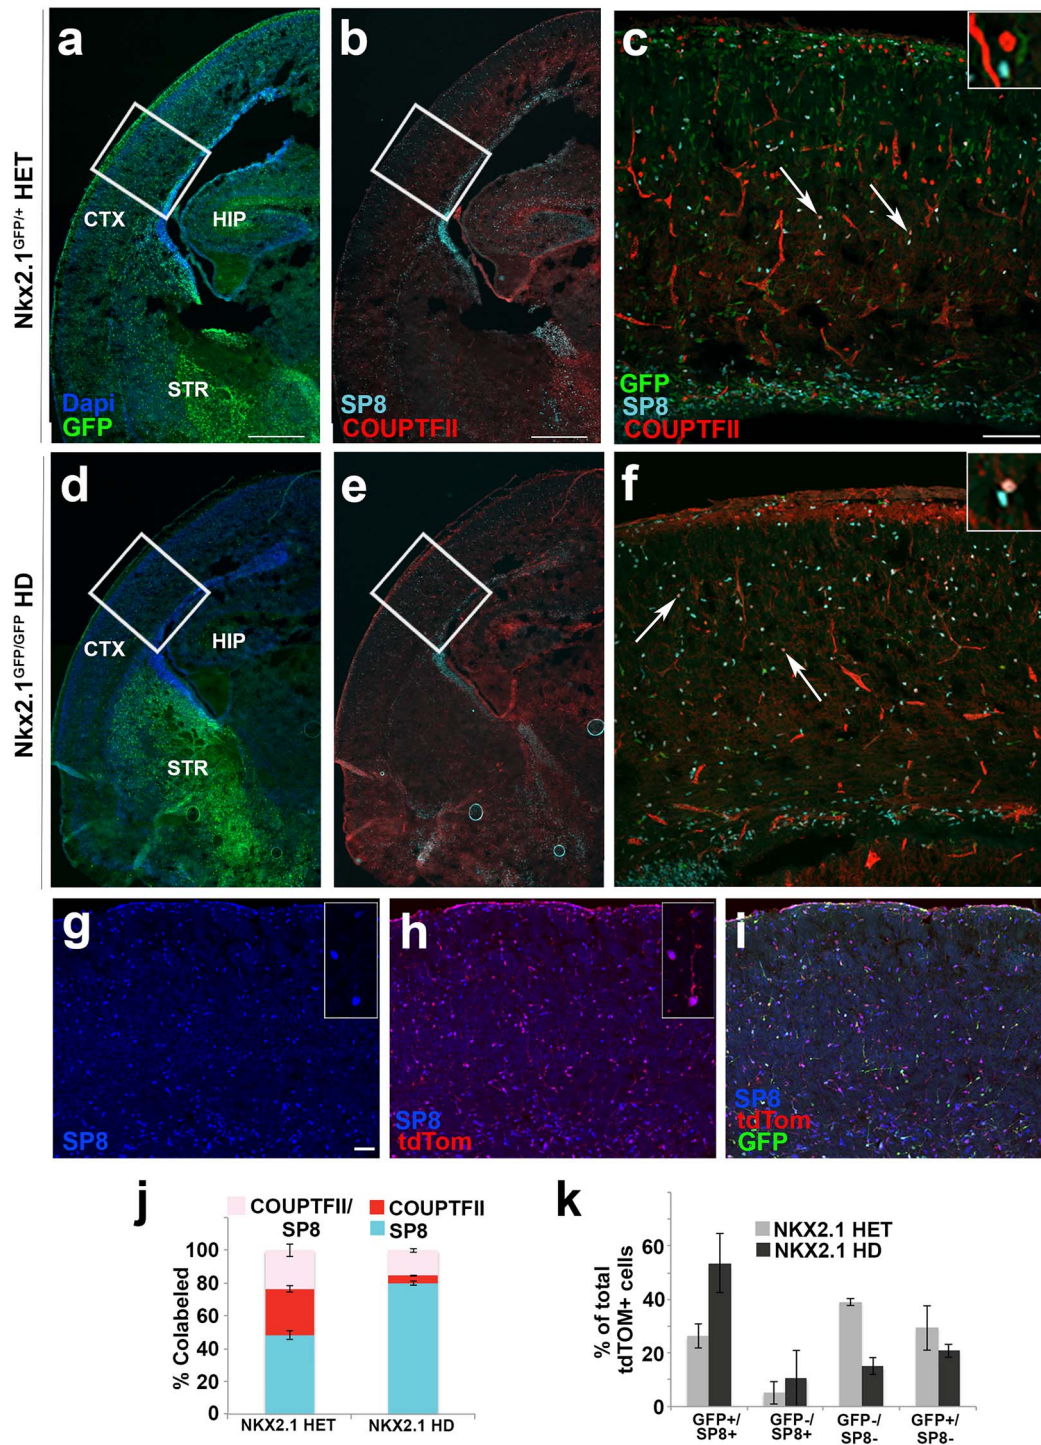 a
b
c
Nkx2.1GFP/+ HET
CTX
HIP
STR
Dapi
GFP
SP8
COUPTFII
GFP
SP8
COUPTFII
d
e
f
Nkx2.1GFP/GFP HD
CTX
HIP
STR
g
h
i
SP8
SP8
tdTom
SP8
tdTom
GFP
j
COUPTFII/
SP8
COUPTFII
SP8
% Colabeled
100
80
60
40
20
0
NKX2.1 HET
NKX2.1 HD
k
NKX2.1 HET
NKX2.1 HD
% of total
tdTOM+ cells
60
40
20
0
GFP+/
SP8+
GFP-/
SP8+
GFP-/
SP8-
GFP+/
SP8-